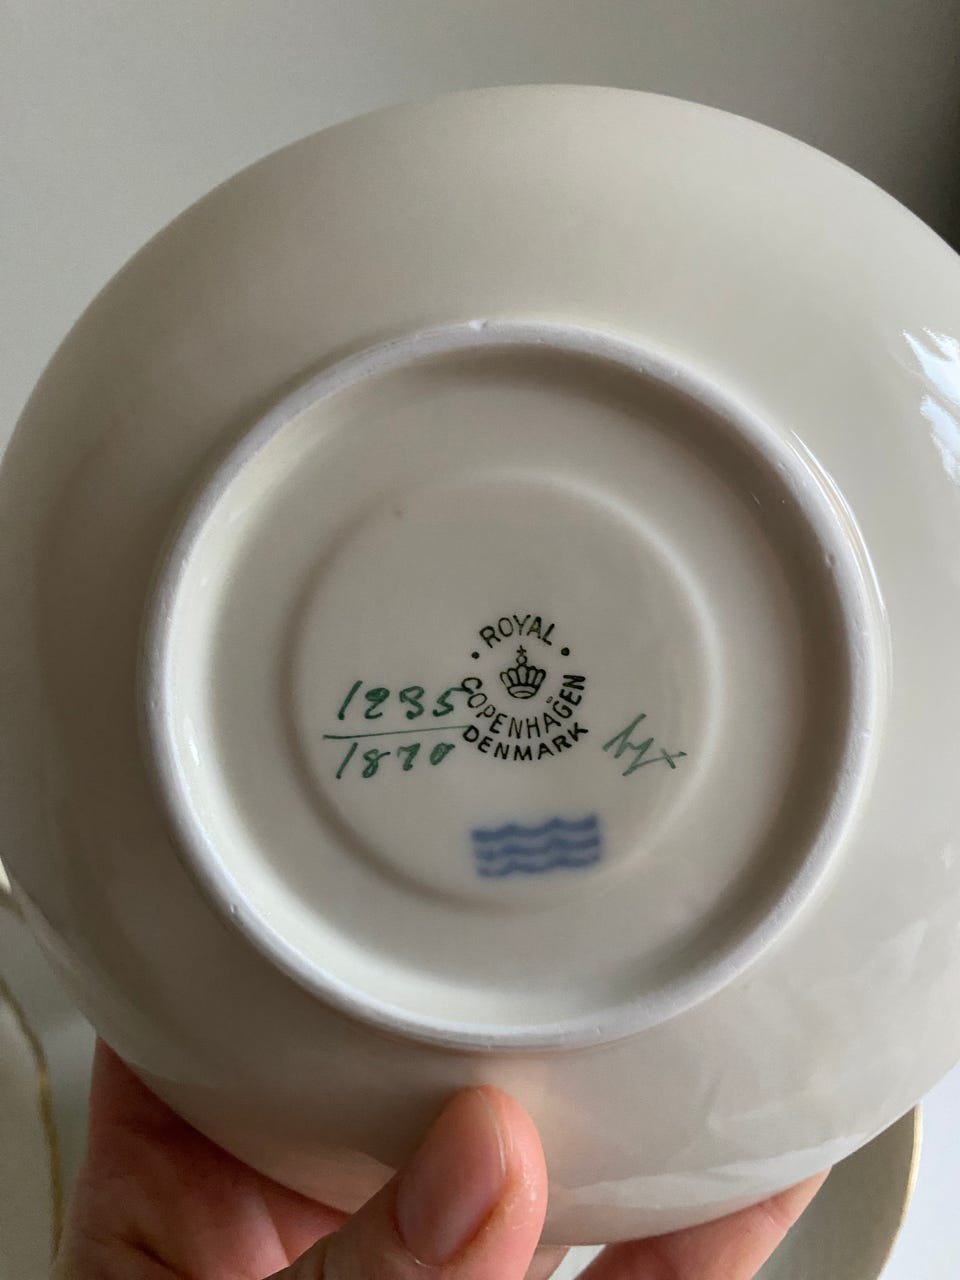 ROYAL
COPENHAGEN
DENMARK
1235
1870